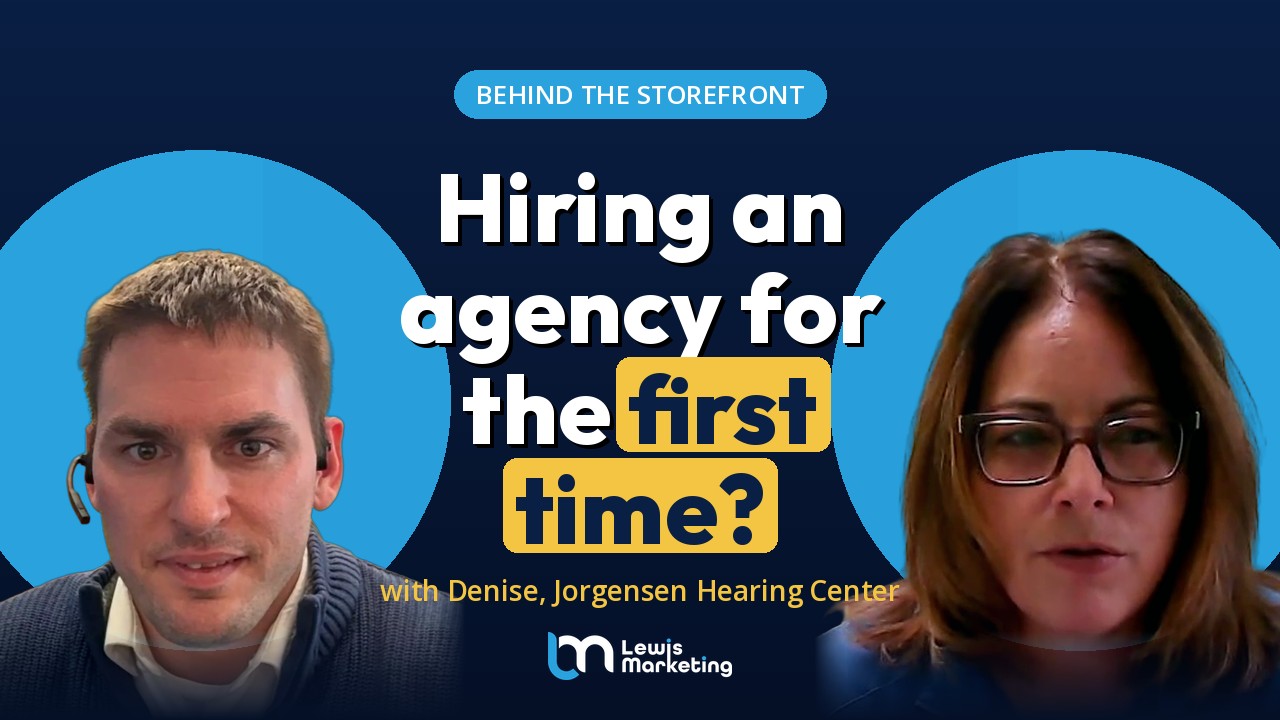 BEHIND THE STOREFRONT
Hiring an
agency for
the first
time?
with Denise, Jorgensen Hearing Center
Lewis
Marketing